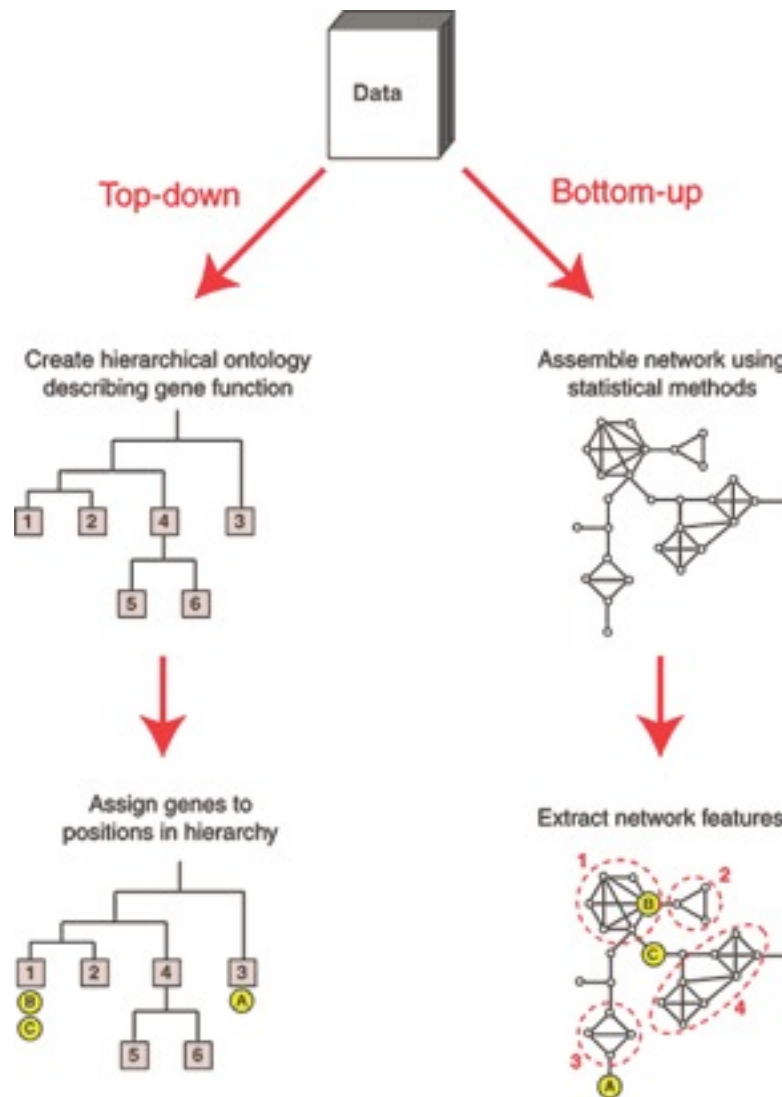 Data
Top-down
Bottom-up
Create hierarchical ontology
describing gene function
1
2
4
3
5
6
Assemble network using
statistical methods
Assign genes to
positions in hierarchy
1
2
4
3
B
A
C
5
6
Extract network features
1
2
B
C
4
3
A